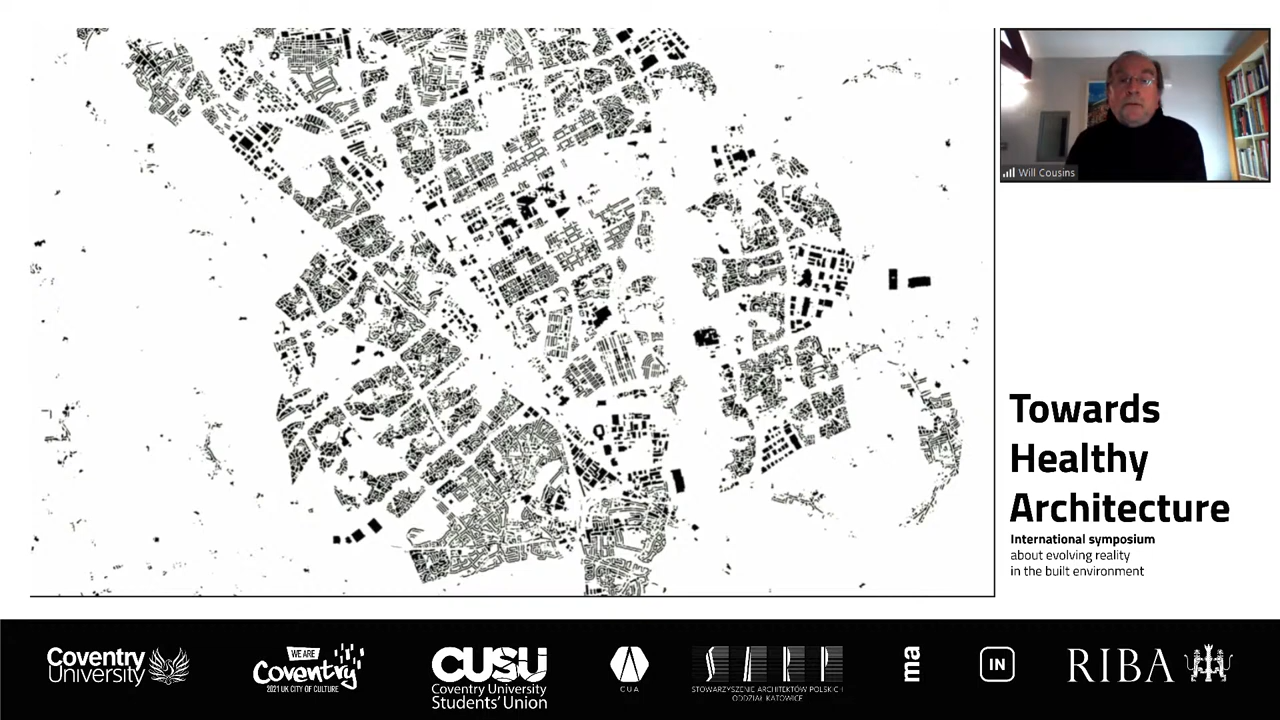 Will Cousins
Towards
Healthy
Architecture
International symposium
about evolving reality
in the built environment
Coventry
University
WE ARE
Coventry
2021 UK CITY OF CULTURE
CUSU
Coventry University
Students' Union
CUA
SARP
STOWARZYSZENIE ARCHITEKTÓW POLSKICH
ODDZIAŁ KATOWICE
ma
IN
RIBA